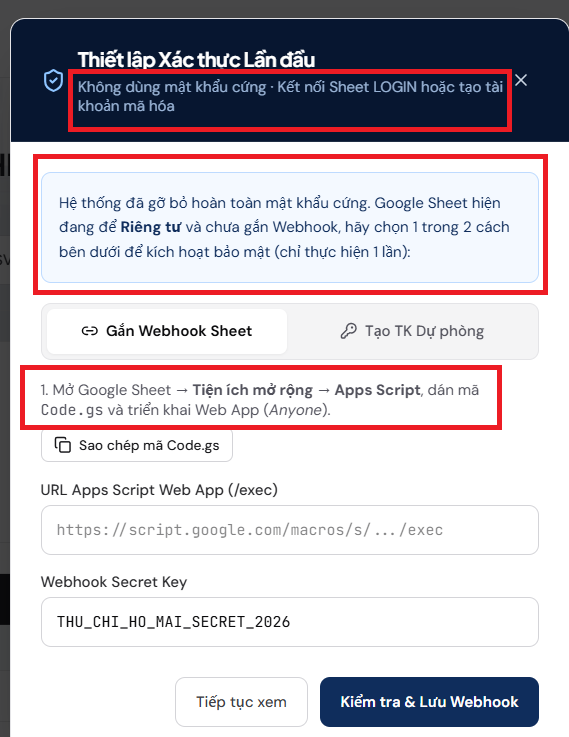 Thiết lập Xác thực Lần đầu
Không dùng mật khẩu cứng · Kết nối Sheet LOGIN hoặc tạo tài
khoản mã hóa
Hệ thống đã gỡ bỏ hoàn toàn mật khẩu cứng. Google Sheet hiện
đang để Riêng tư và chưa gắn Webhook, hãy chọn 1 trong 2 cách
bên dưới để kích hoạt bảo mật (chỉ thực hiện 1 lần):
Gắn Webhook Sheet
Tạo TK Dự phòng
1. Mở Google Sheet → Tiện ích mở rộng → Apps Script, dán mã
Code.gs và triển khai Web App (Anyone).
Sao chép mã Code.gs
URL Apps Script Web App (/exec)
https://script.google.com/macros/s/.../exec
Webhook Secret Key
THU_CHI_HO_MAI_SECRET_2026
Tiếp tục xem
Kiểm tra & Lưu Webhook